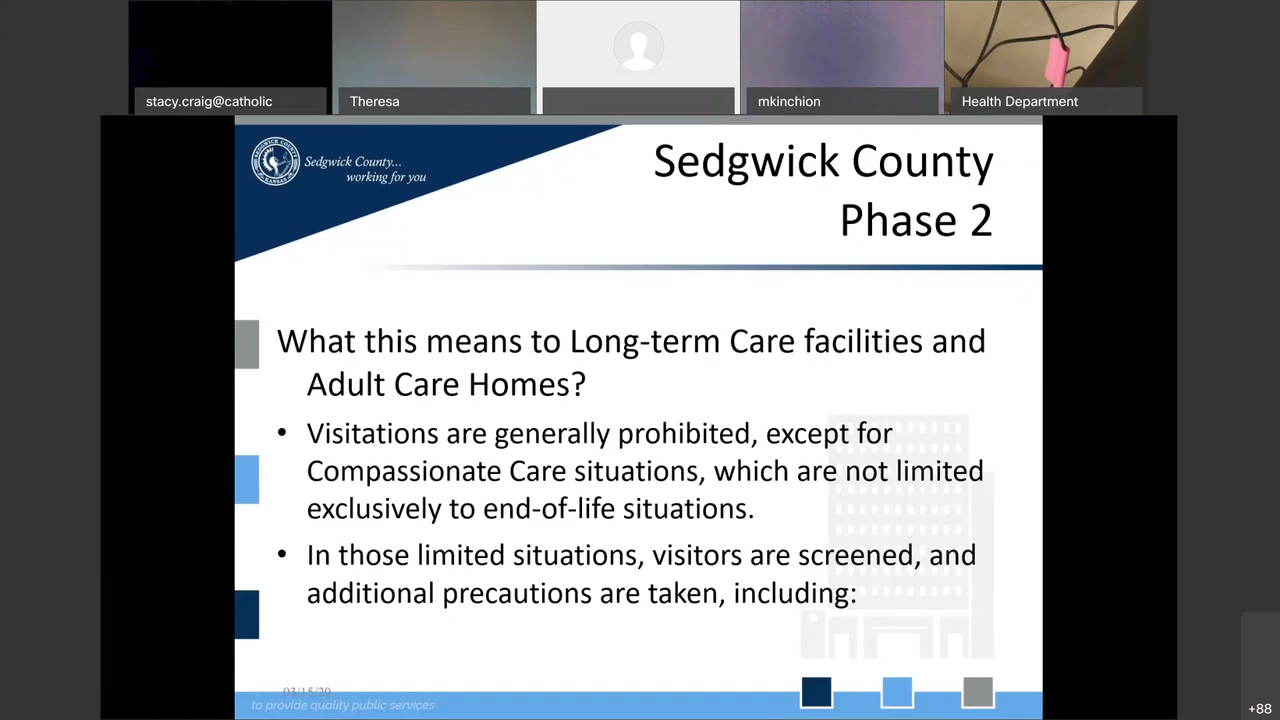 stacy.craig@catholic
Theresa
mkinchion
Health Department
Sedgwick County...
working for you
Sedgwick County
Phase 2
What this means to Long-term Care facilities and
Adult Care Homes?
• Visitations are generally prohibited, except for
Compassionate Care situations, which are not limited
exclusively to end-of-life situations.
• In those limited situations, visitors are screened, and
additional precautions are taken, including:
03/15/20
to provide quality public services
+88